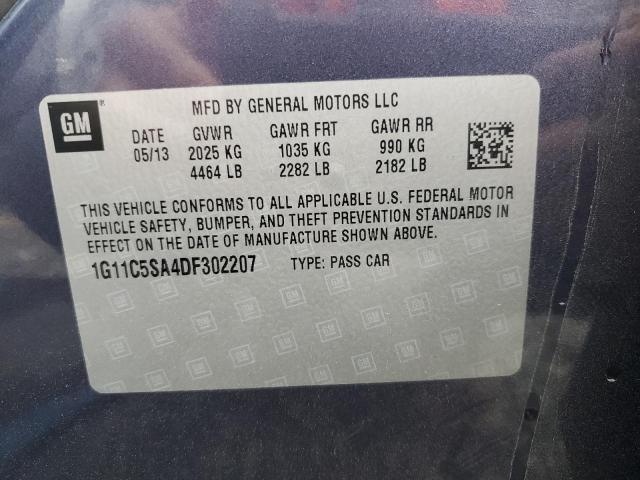 GM ® MFD BY GENERAL MOTORS LLC
DATE GVWR GAWR FRT GAWR RR
05/13 2025 KG 1035 KG 990 KG
4464 LB 2282 LB 2182 LB
THIS VEHICLE CONFORMS TO ALL APPLICABLE U.S. FEDERAL MOTOR
VEHICLE SAFETY, BUMPER, AND THEFT PREVENTION STANDARDS IN
EFFECT ON THE DATE OF MANUFACTURE SHOWN ABOVE.
1G11C5SA4DF302207 TYPE: PASS CAR